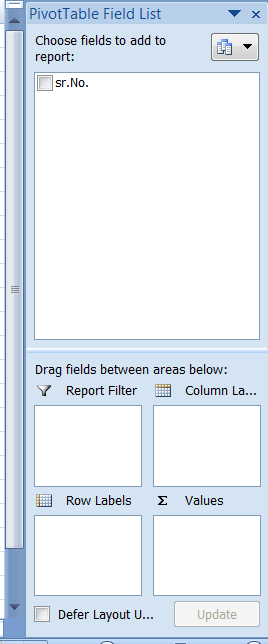 PivotTable Field List
Choose fields to add to
report:
sr.No.
Drag fields between areas below:
Report Filter
Column La...
Row Labels
Σ Values
Defer Layout U...
Update